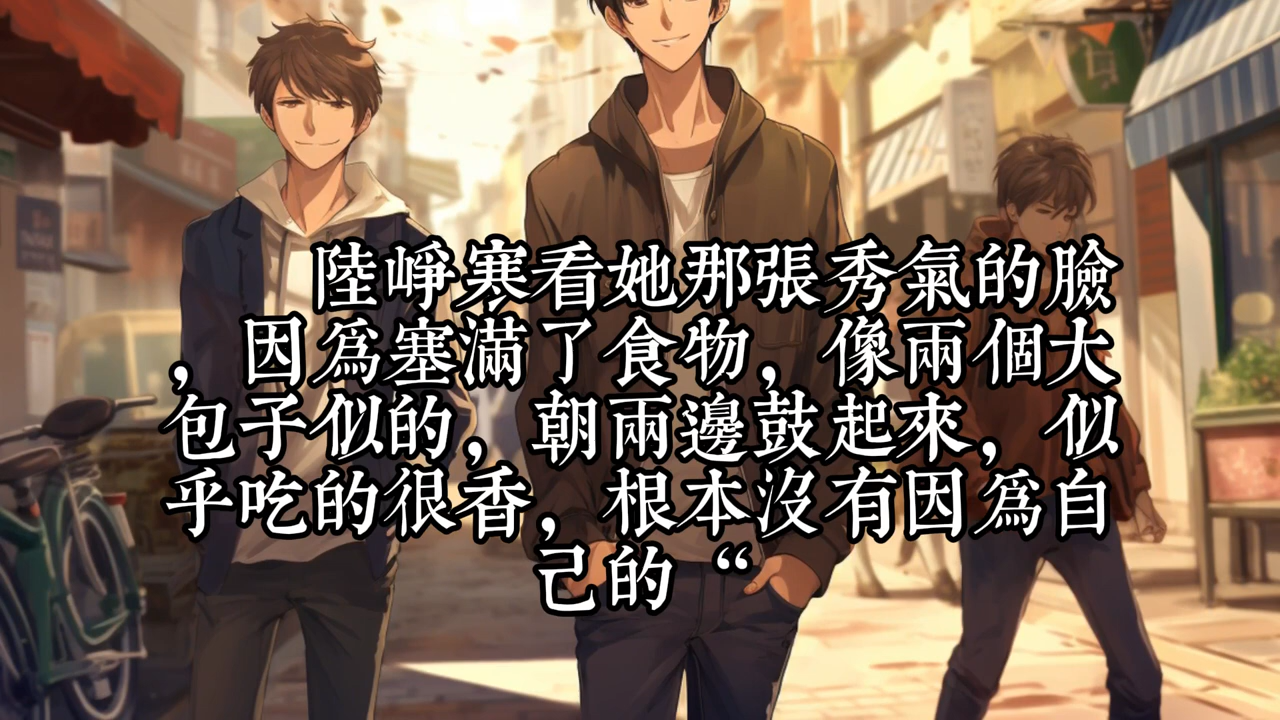 陸崢寒看她那張秀氣的臉
，因爲塞滿了食物，像兩個大
包子似的，朝兩邊鼓起來，似
乎吃的很香，根本沒有因爲自
己的“